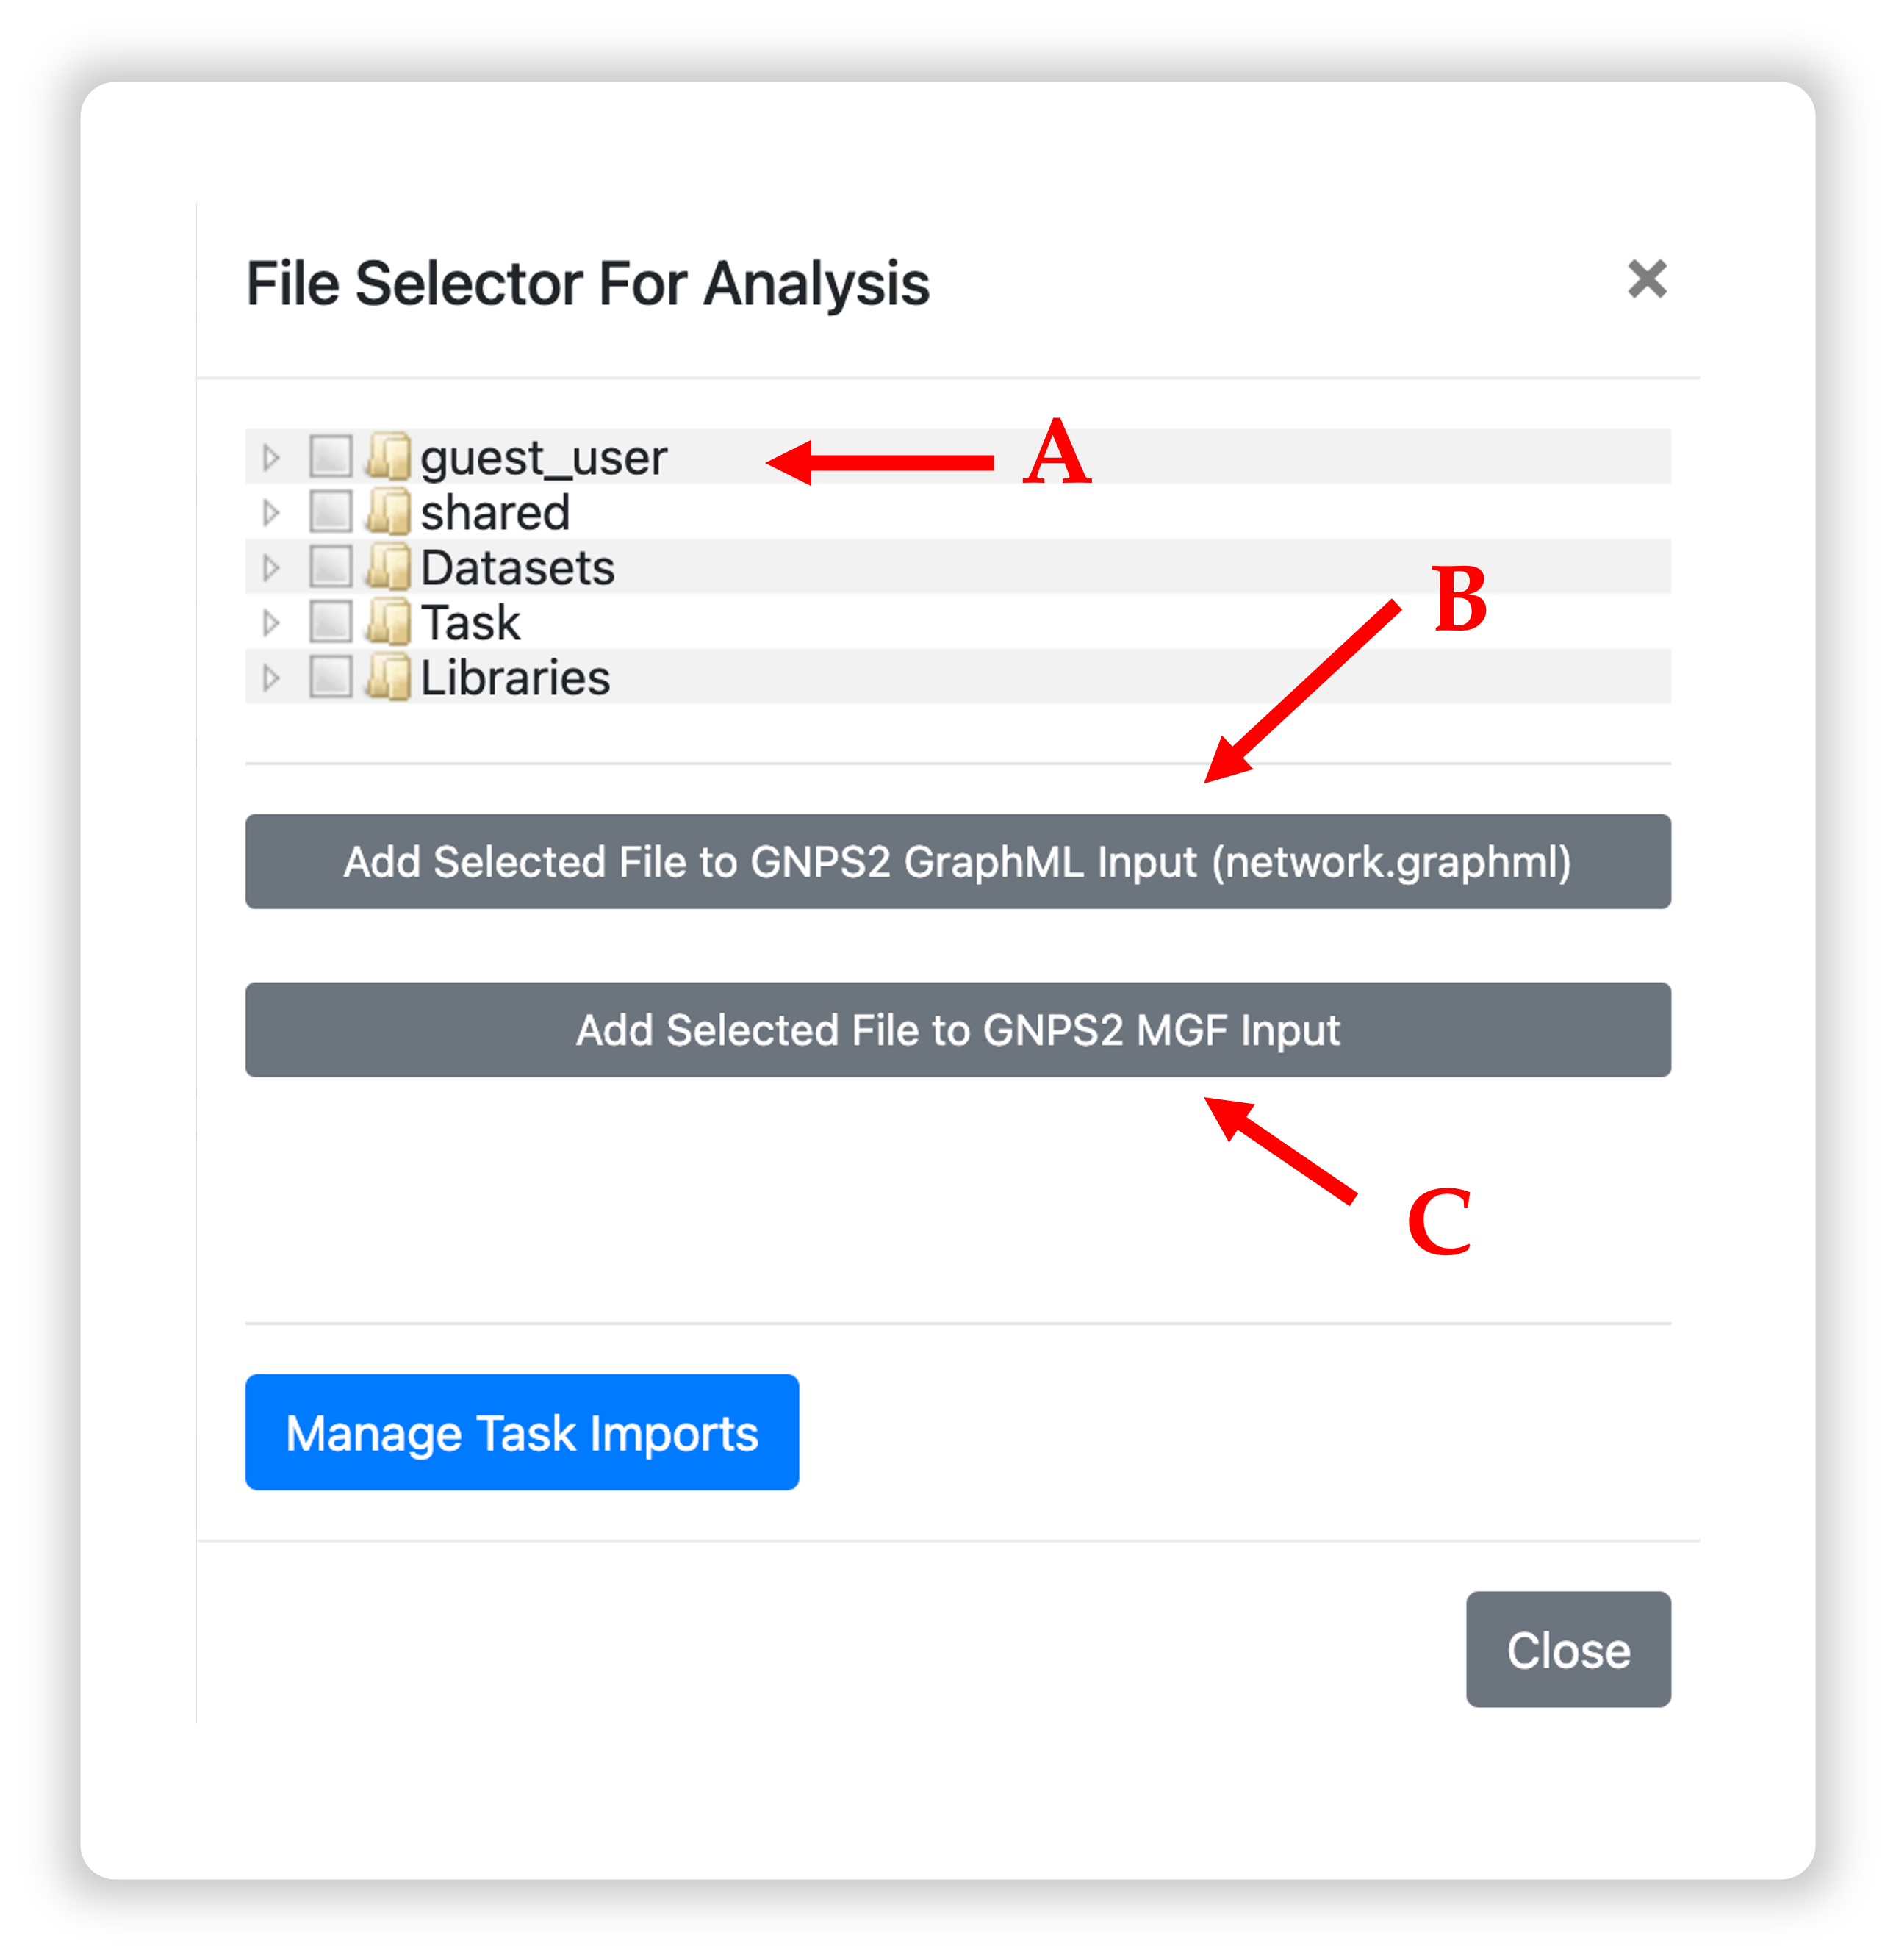 File Selector For Analysis
guest_user
A
shared
Datasets
B
Task
Libraries
Add Selected File to GNPS2 GraphML Input (network.graphml)
Add Selected File to GNPS2 MGF Input
C
Manage Task Imports
Close